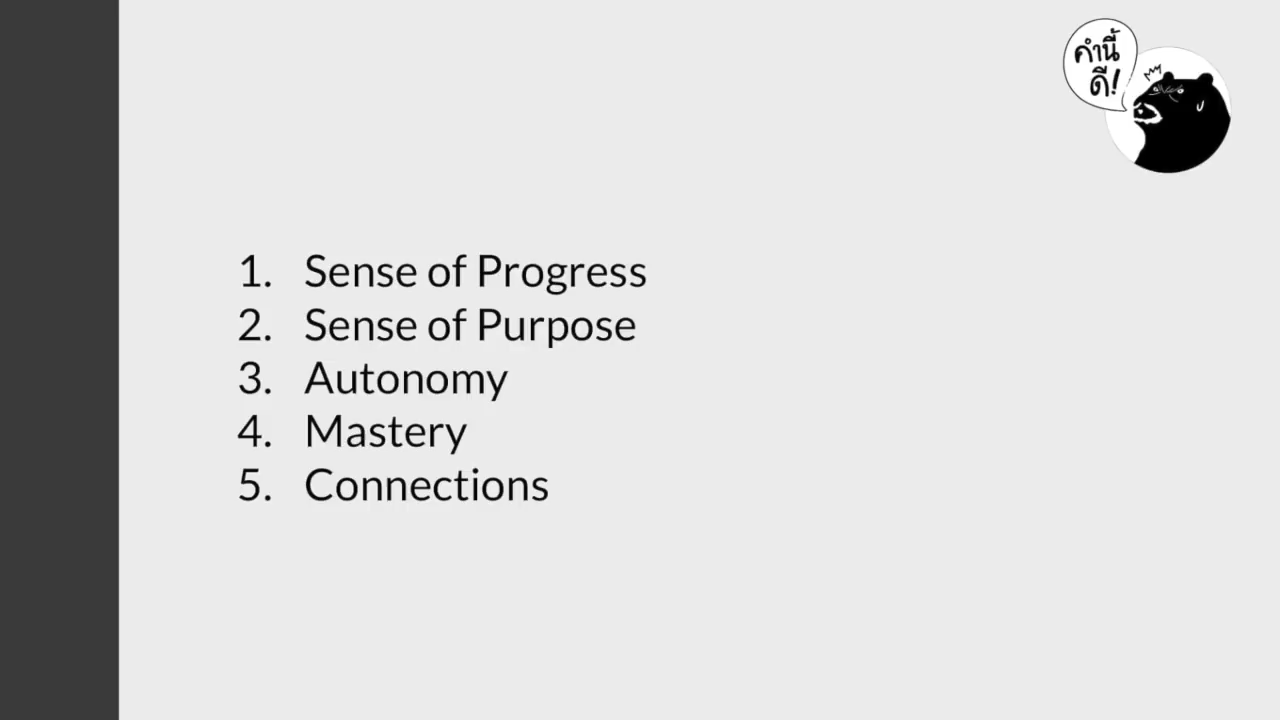 คำนี้
ดี!
1. Sense of Progress
2. Sense of Purpose
3. Autonomy
4. Mastery
5. Connections